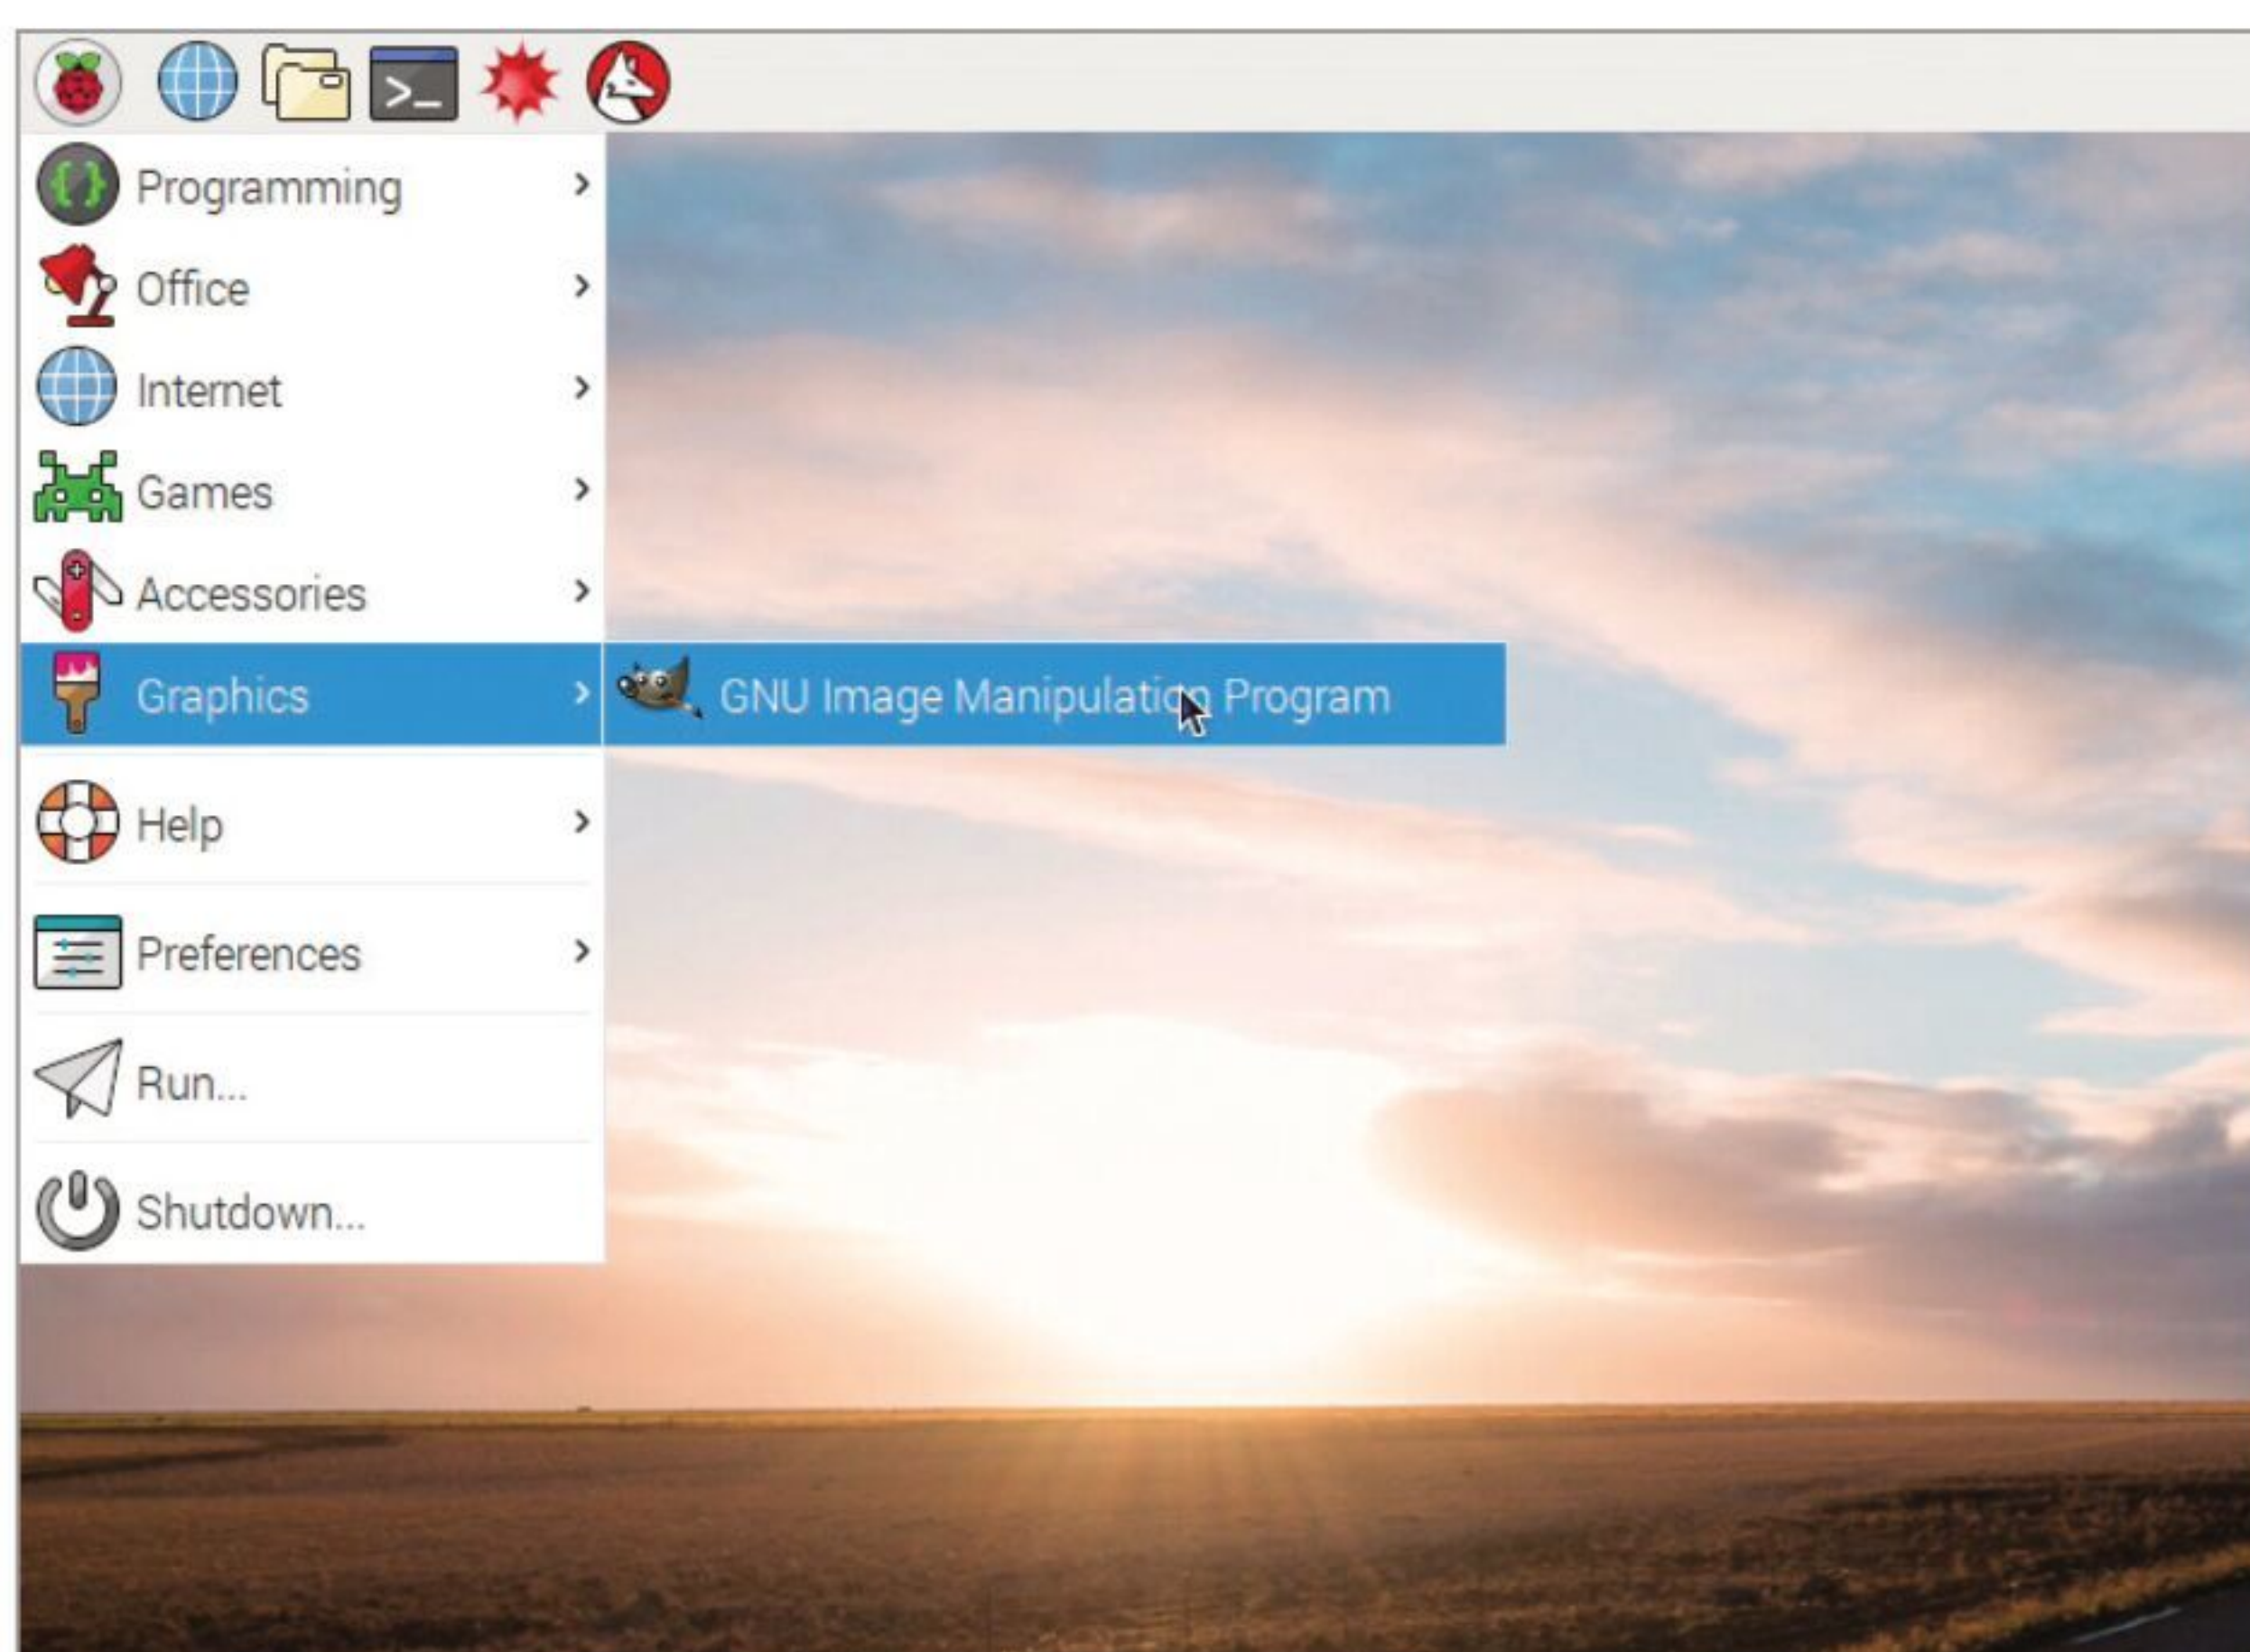 Programming
Office
Internet
Games
Accessories
Graphics
GNU Image Manipulation Program
Help
Preferences
Run...
Shutdown...